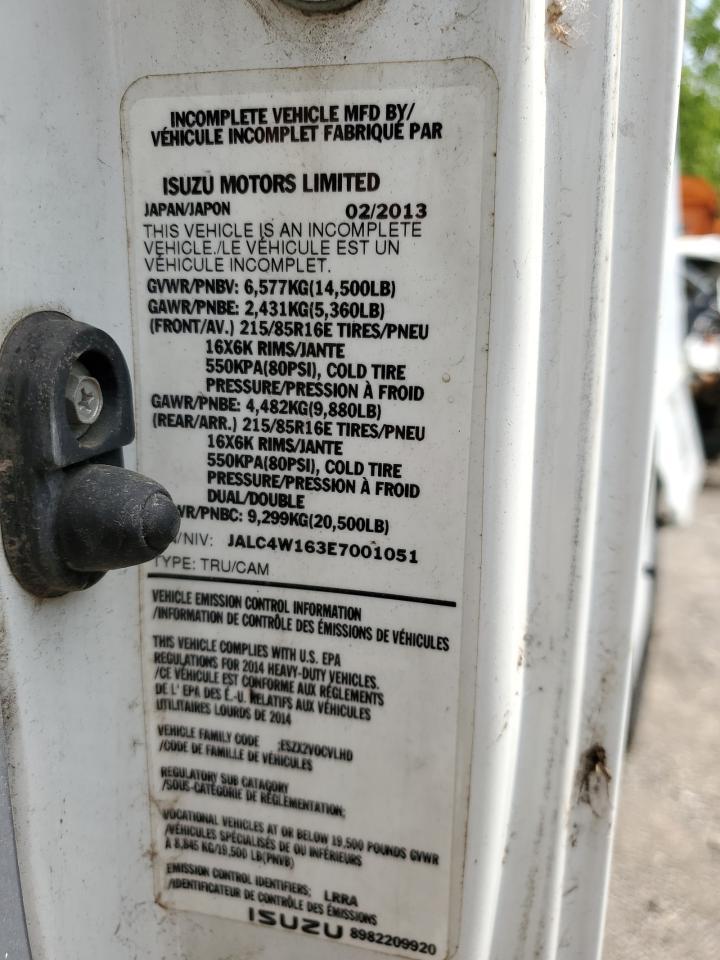 INCOMPLETE VEHICLE MFD BY/
VÉHICULE INCOMPLET FABRIQUÉ PAR
ISUZU MOTORS LIMITED
JAPAN/JAPON 02/2013
THIS VEHICLE IS AN INCOMPLETE
VEHICLE./LE VÉHICULE EST UN
VÉHICULE INCOMPLET.
GVWR/PNBV: 6,577KG(14,500LB)
GAWR/PNBE: 2,431KG(5,360LB)
(FRONT/AV.) 215/85R16E TIRES/PNEU
16X6K RIMS/JANTE
550KPA(80PSI), COLD TIRE
PRESSURE/PRESSION À FROID
GAWR/PNBE: 4,482KG(9,880LB)
(REAR/ARR.) 215/85R16E TIRES/PNEU
16X6K RIMS/JANTE
550KPA(80PSI), COLD TIRE
PRESSURE/PRESSION À FROID
DUAL/DOUBLE
WR/PNBC: 9,299KG(20,500LB)
/NIV: JALC4W163E7001051
TYPE: TRU/CAM
VEHICLE EMISSION CONTROL INFORMATION
/INFORMATION DE CONTRÔLE DES ÉMISSIONS DE VÉHICULES
THIS VEHICLE COMPLIES WITH U.S. EPA
REGULATIONS FOR 2014 HEAVY-DUTY VEHICLES.
/CE VÉHICULE EST CONFORME AUX RÈGLEMENTS
DE L' EPA DES É.-U. RELATIFS AUX VÉHICULES
UTILITAIRES LOURDS DE 2014
VEHICLE FAMILY CODE ;ESZX2VOCVLHD
/CODE DE FAMILLE DE VÉHICULES
REGULATORY SUB CATAGORY
/SOUS-CATÉGORIE DE RÉGLEMENTATION;
VOCATIONAL VEHICLES AT OR BELOW 19,500 POUNDS GVWR
/VÉHICULES SPÉCIALISÉS DE OU INFÉRIEURS
À 8,845 KG/19,500 LB(PNVB)
EMISSION CONTROL IDENTIFIERS; LRRA
/IDENTIFICATEUR DE CONTRÔLE DES ÉMISSIONS
ISUZU 8982209920